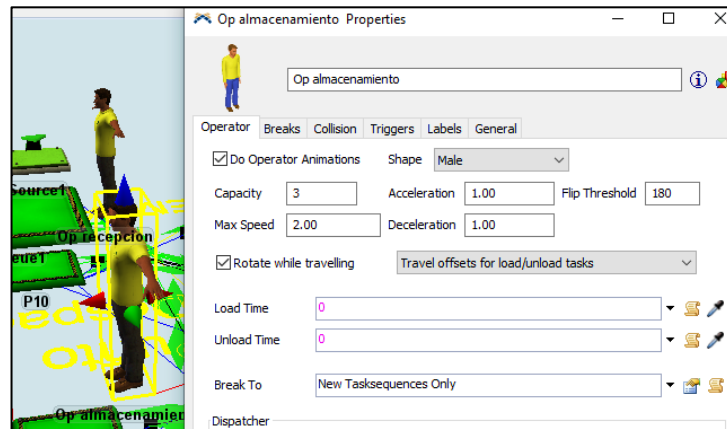 Op almacenamiento Properties
Op almacenamiento
Operator Breaks Collision Triggers Labels General
Do Operator Animations Shape Male
Capacity 3 Acceleration 1.00 Flip Threshold 180
Max Speed 2.00 Deceleration 1.00
Rotate while travelling Travel offsets for load/unload tasks
Load Time 0
Unload Time 0
Break To New Tasksequences Only
Dispatcher
Source1
Op recepcion
eue1
P10
Op almacenamien